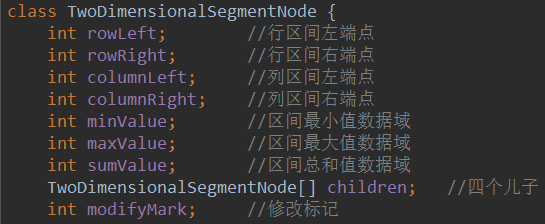 class TwoDimensionalSegmentNode {
int rowLeft; //行区间左端点
int rowRight; //行区间右端点
int columnLeft; //列区间左端点
int columnRight; //列区间右端点
int minValue; //区间最小值数据域
int maxValue; //区间最大值数据域
int sumValue; //区间总和值数据域
TwoDimensionalSegmentNode[] children; //四个儿子
int modifyMark; //修改标记